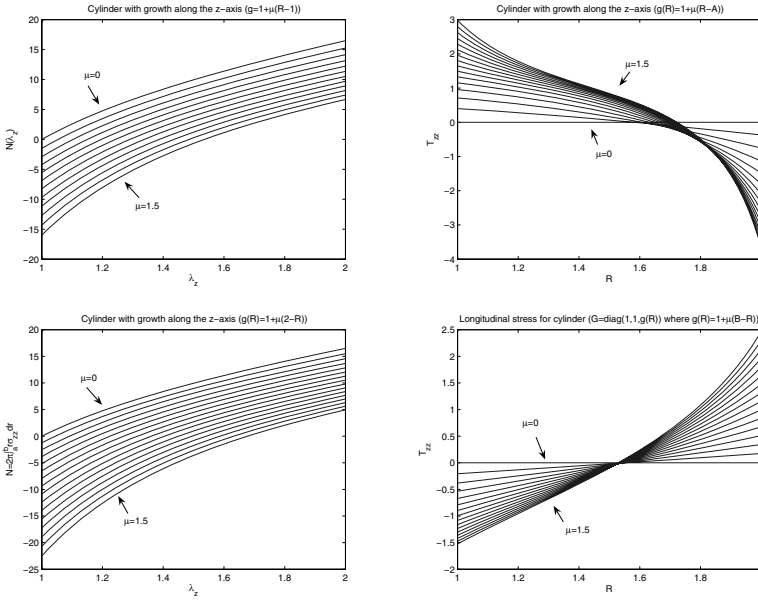 Cylinder with growth along the z−axis (g=1+μ(R−1)
20
15
10
5
0
−5
−10
−15
−20
N(λ_z)
μ=0
μ=1.5
1
1.2
1.4
1.6
1.8
2
λ_z
Cylinder with growth along the z−axis (g(R)=1+μ(R−A))
3
2
1
0
−1
−2
−3
−4
T_zz
μ=1.5
μ=0
1
1.2
1.4
1.6
1.8
R
Cylinder with growth along the z−axis (g(R)=1+μ(2−R))
20
15
10
5
0
−5
−10
−15
−20
25
N=2π∫_a^b rσ_zz dr
μ=0
μ=1.5
1
1.2
1.4
1.6
1.8
2
λ_z
Longitudinal stress for cylinder (G=diag(1,1,g(R)) where g(R)=1+μ(B−R))
2.5
2
1.5
1
0.5
0
−0.5
−1
−1.5
−2
T_zz
μ=0
μ=1.5
1
1.2
1.4
1.6
1.8
R